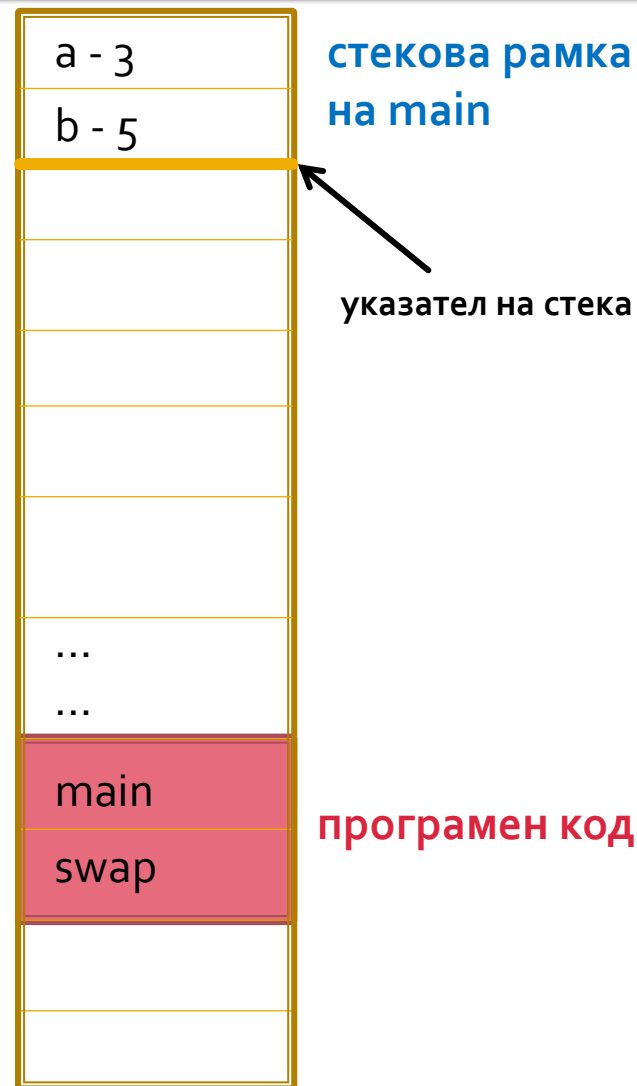 a - 3
стекова рамка
на main
b - 5
указател на стека
...
...
main
програмен код
swap